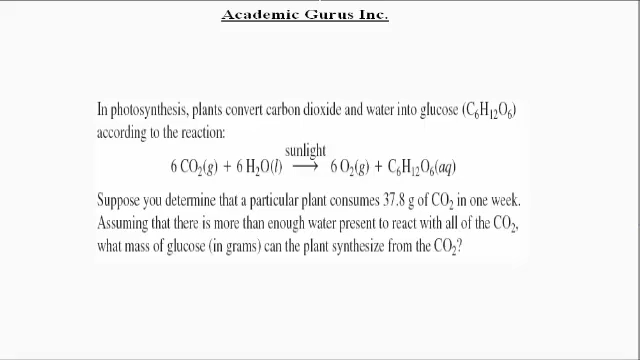 Academic Gurus Inc.
In photosynthesis, plants convert carbon dioxide and water into glucose (C₆H₁₂O₆)
according to the reaction:
sunlight
6 CO₂(g) + 6 H₂O(l) ⟶ 6 O₂(g) + C₆H₁₂O₆(aq)
Suppose you determine that a particular plant consumes 37.8 g of CO₂ in one week.
Assuming that there is more than enough water present to react with all of the CO₂,
what mass of glucose (in grams) can the plant synthesize from the CO₂?